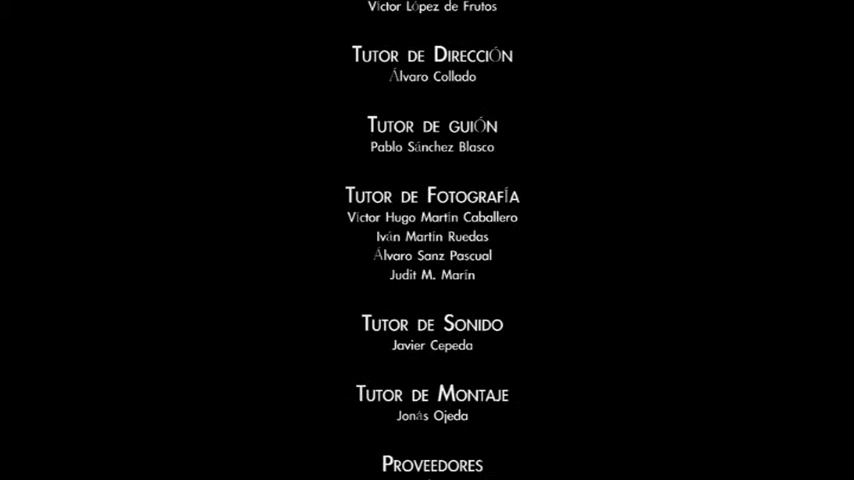 Víctor López de Frutos
Tutor de Dirección
Álvaro Collado
Tutor de guión
Pablo Sánchez Blasco
Tutor de Fotografía
Víctor Hugo Martín Caballero
Iván Martín Ruedas
Álvaro Sanz Pascual
Judit M. Marín
Tutor de Sonido
Javier Cepeda
Tutor de Montaje
Jonás Ojeda
Proveedores